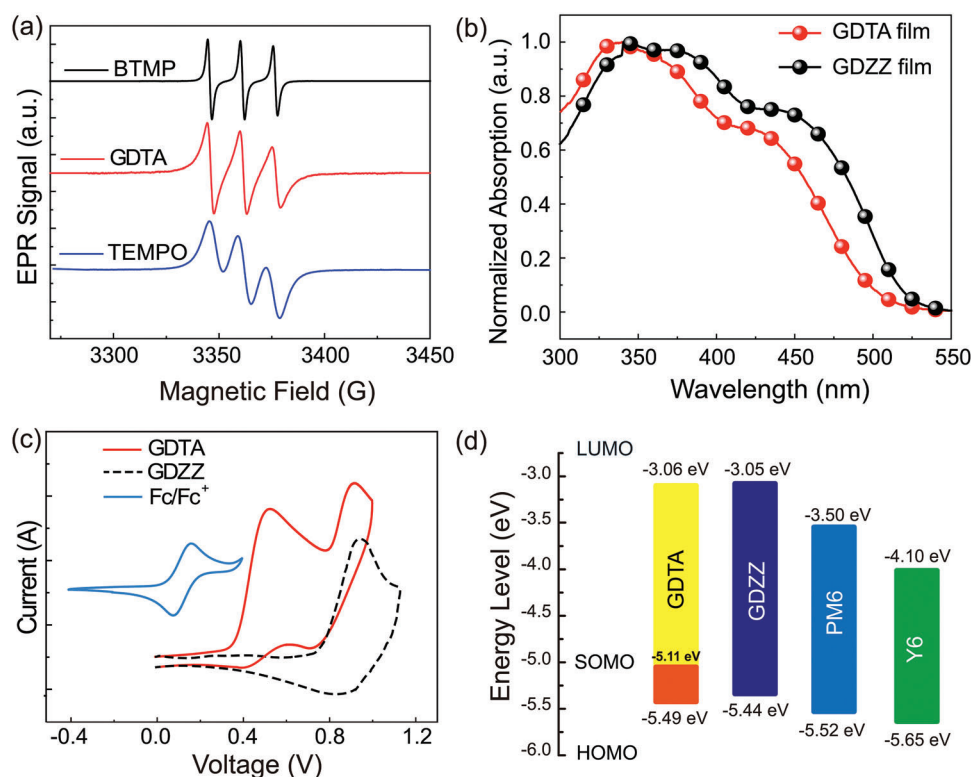 (a)
BTMP
GDTA
TEMPO
EPR Signal (a.u.)
3300
3350
3400
3450
Magnetic Field (G)
(b)
GDTA film
GDZZ film
Normalized Absorption (a.u.)
1.0
0.8
0.6
0.4
0.2
0.0
300
350
400
450
500
550
Wavelength (nm)
(c)
GDTA
GDZZ
Fc/Fc+
Current (A)
-0.4
0.0
0.4
0.8
1.2
Voltage (V)
(d)
LUMO
SOMO
HOMO
Energy Level (eV)
-3.0
-3.5
-4.0
-4.5
-5.0
-5.5
-6.0
-3.06 eV
GDTA
-5.11 eV
-5.49 eV
-3.05 eV
GDZZ
-5.44 eV
-3.50 eV
PM6
-5.52 eV
-4.10 eV
Y6
-5.65 eV